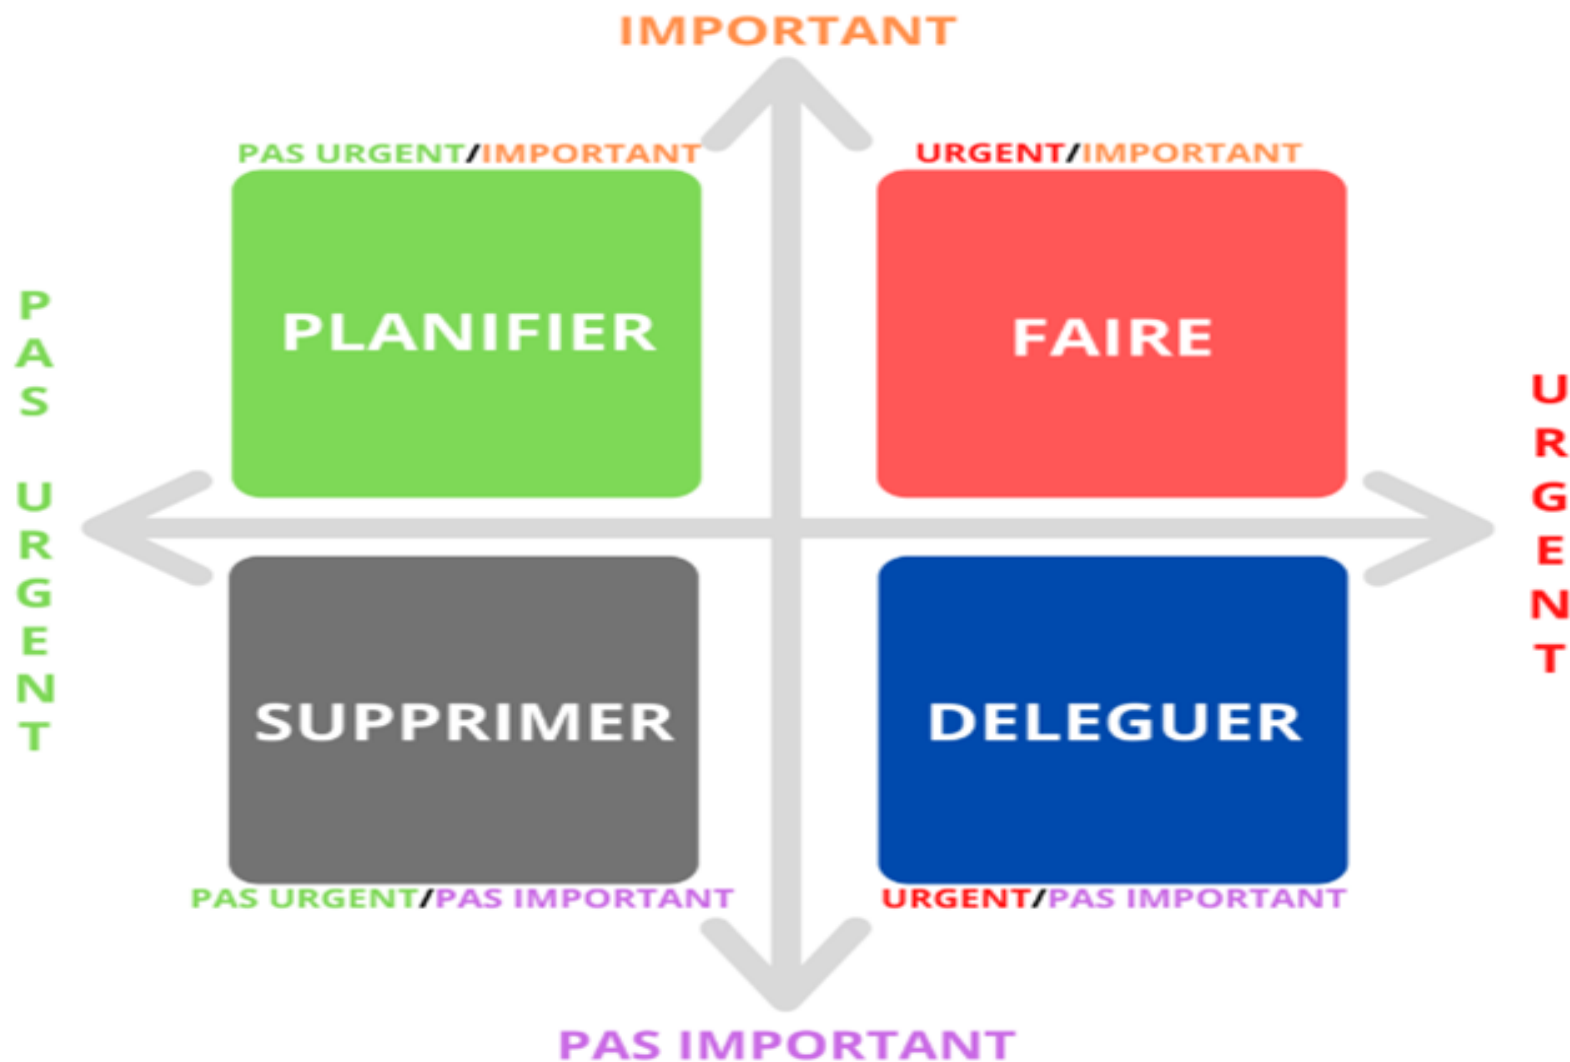 IMPORTANT
PAS URGENT/IMPORTANT
URGENT/IMPORTANT
PLANIFIER
FAIRE
PAS URGENT
URGENT
SUPPRIMER
DELEGUER
PAS URGENT/PAS IMPORTANT
URGENT/PAS IMPORTANT
PAS IMPORTANT